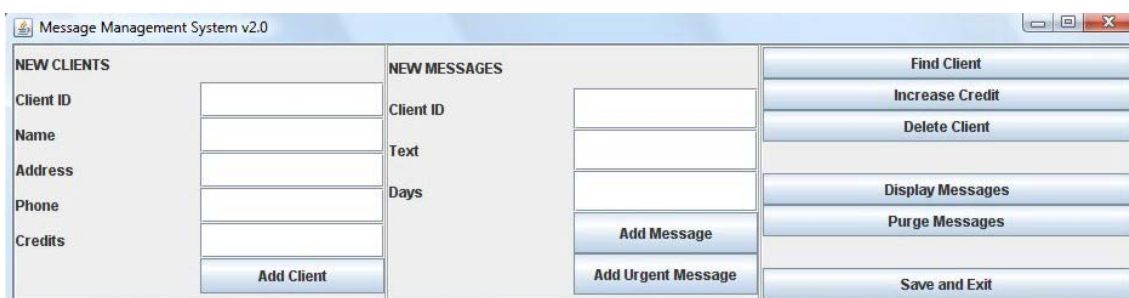 Message Management System v2.0
NEW CLIENTS
Client ID
Name
Address
Phone
Credits
Add Client
NEW MESSAGES
Client ID
Text
Days
Add Message
Add Urgent Message
Find Client
Increase Credit
Delete Client
Display Messages
Purge Messages
Save and Exit